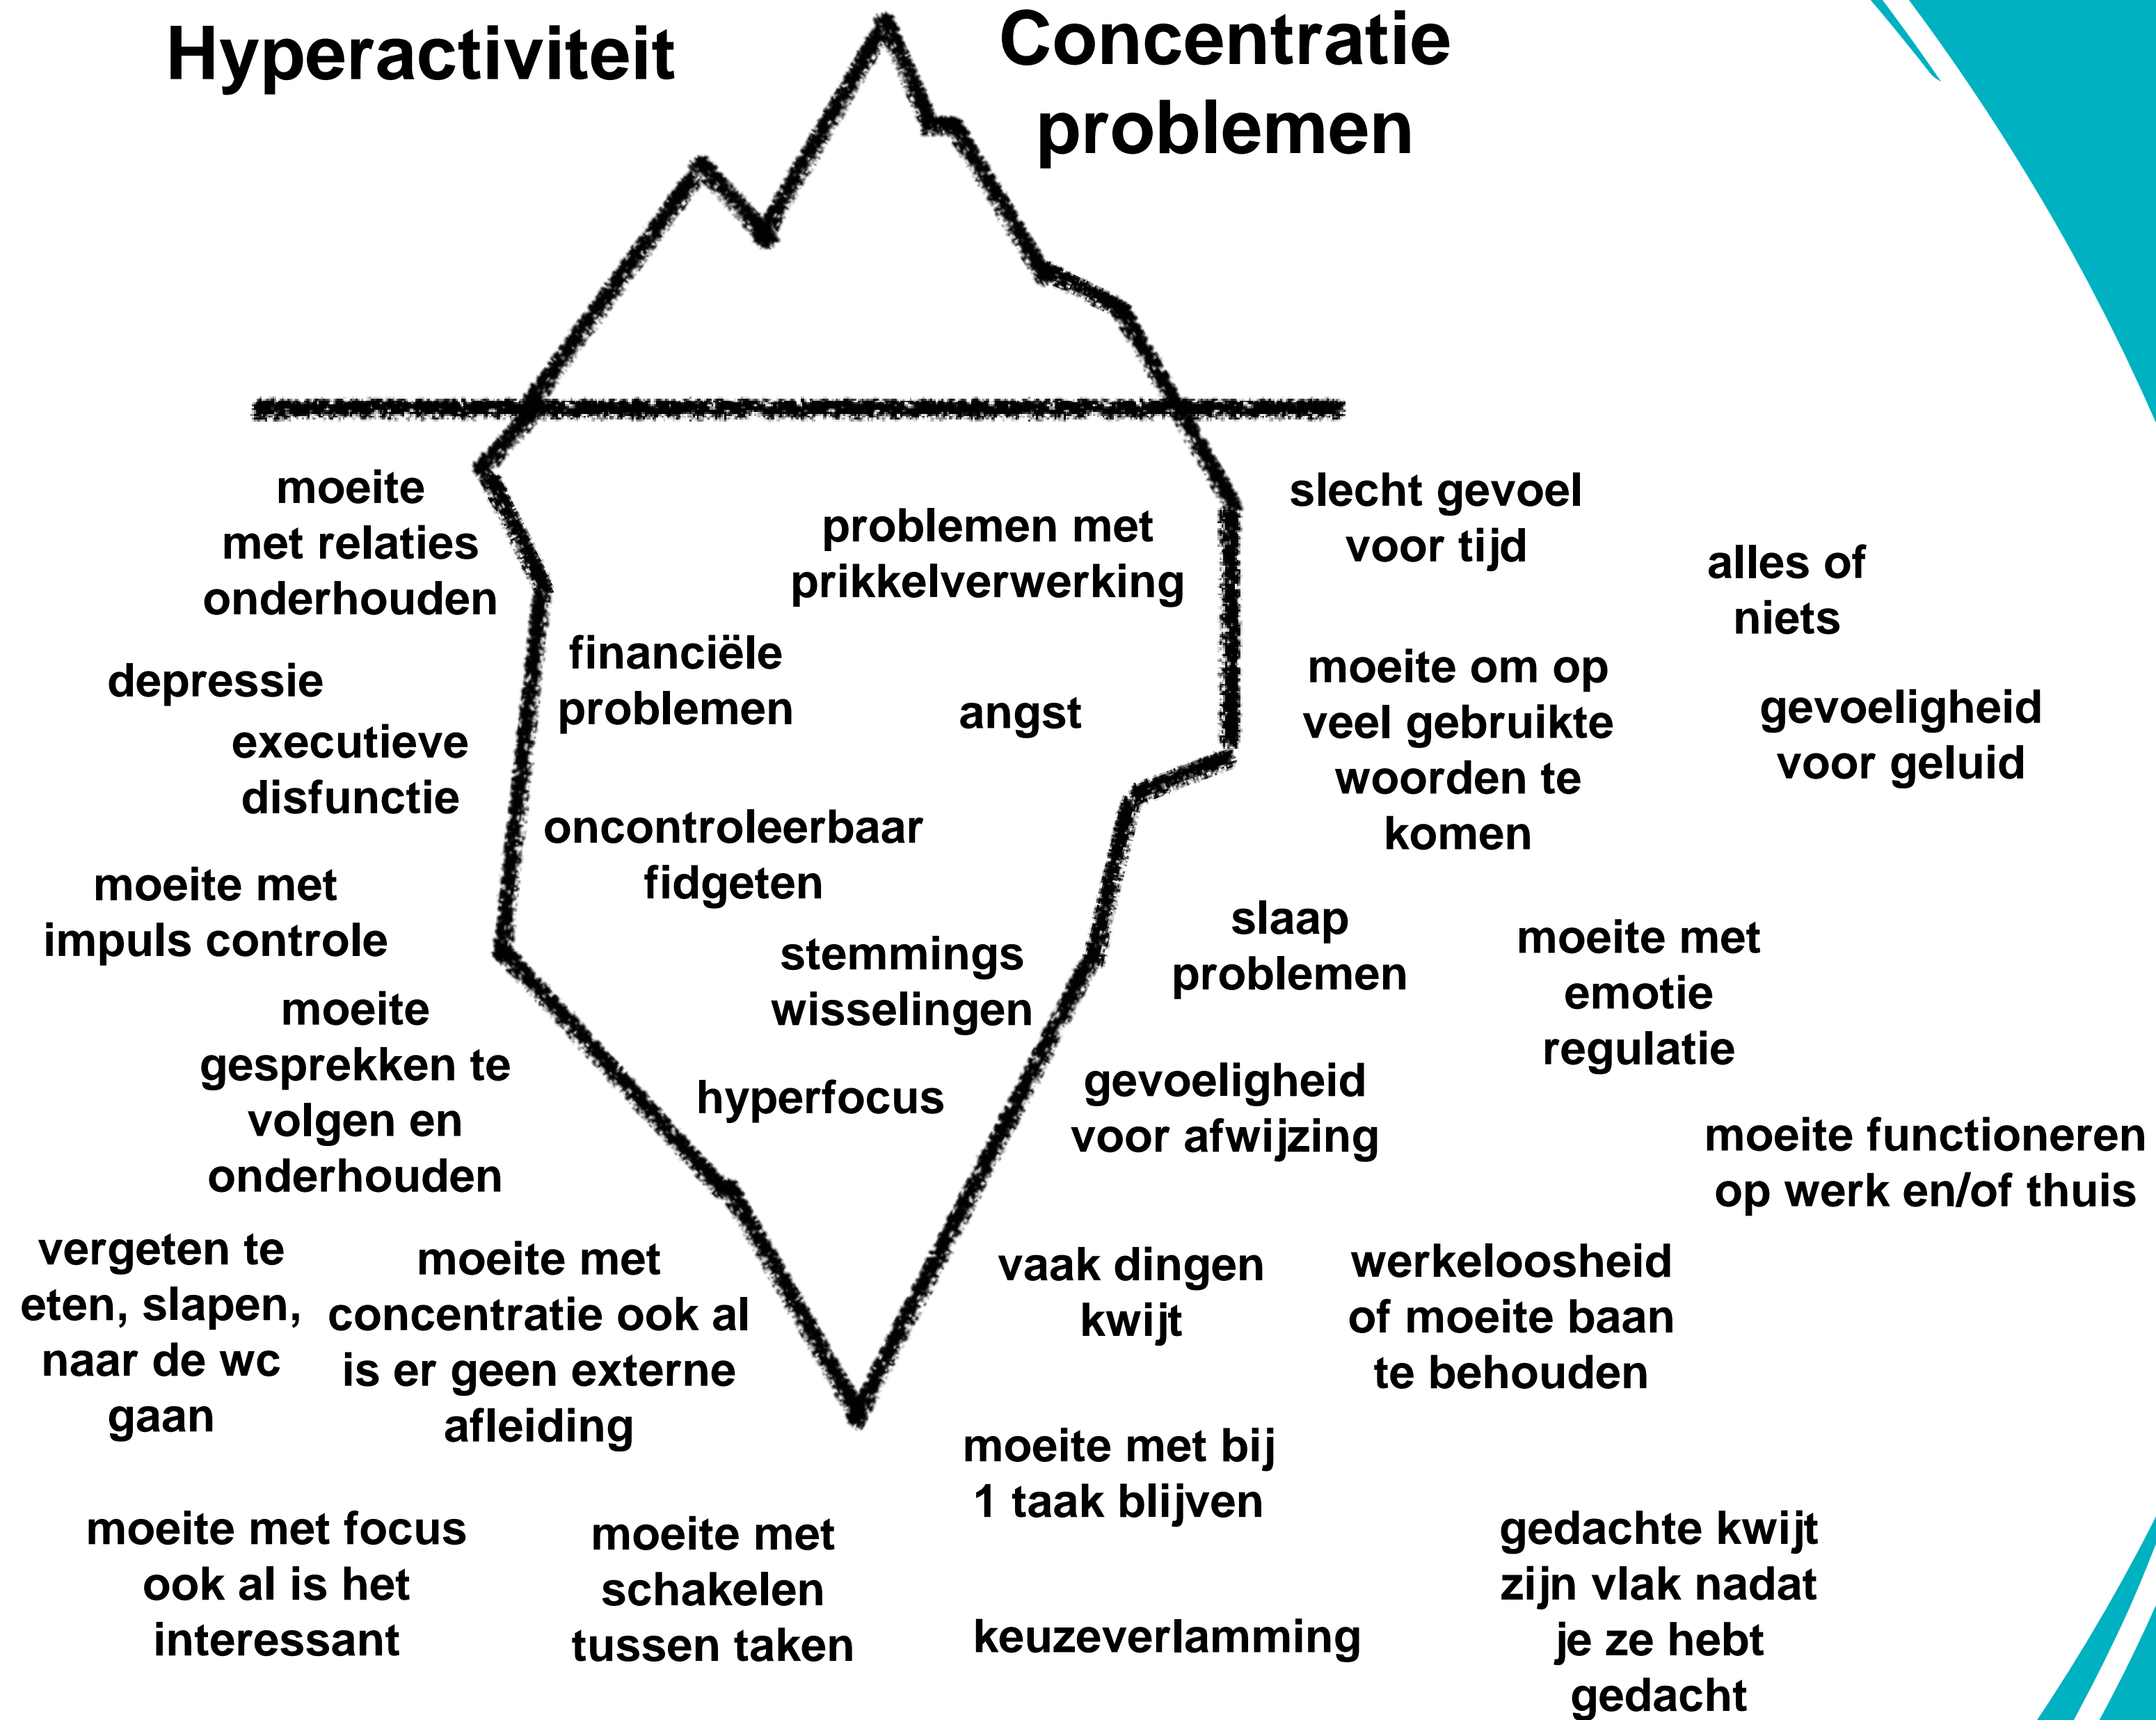 Hyperactiviteit
Concentratie
problemen
moeite
met relaties
onderhouden
problemen met
prikkelverwerking
slecht gevoel
voor tijd
alles of
niets
depressie
financiële
problemen
angst
moeite om op
veel gebruikte
woorden te
komen
gevoeligheid
voor geluid
executieve
disfunctie
oncontroleerbaar
fidgeten
moeite met
impuls controle
stemmings
wisselingen
slaap
problemen
moeite met
emotie
regulatie
moeite
gesprekken te
volgen en
onderhouden
hyperfocus
gevoeligheid
voor afwijzing
moeite functioneren
op werk en/of thuis
vergeten te
eten, slapen,
naar de wc
gaan
moeite met
concentratie ook al
is er geen externe
afleiding
vaak dingen
kwijt
werkeloosheid
of moeite baan
te behouden
moeite met bij
1 taak blijven
moeite met focus
ook al is het
interessant
moeite met
schakelen
tussen taken
keuzeverlamming
gedachte kwijt
zijn vlak nadat
je ze hebt
gedacht